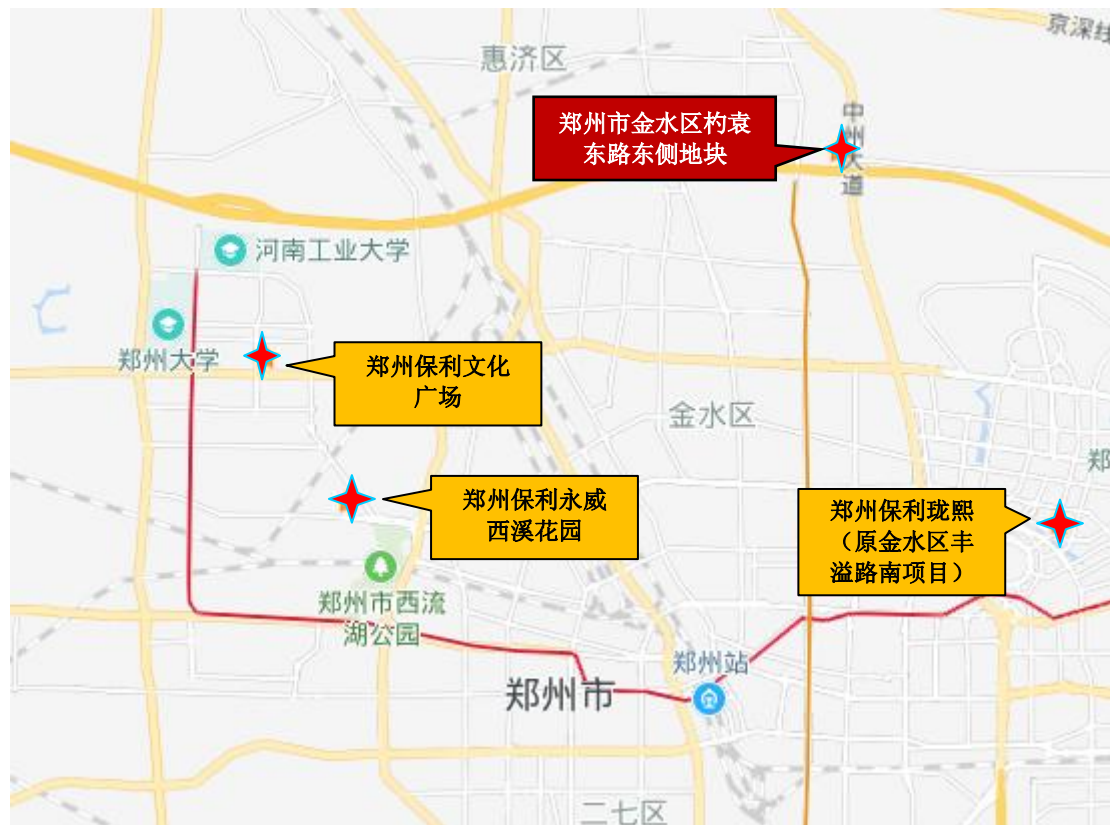 京深线
惠济区
郑州市金水区杓袁
东路东侧地块
中州大道
河南工业大学
郑州大学
郑州保利文化
广场
金水区
郑
郑州保利永威
西溪花园
郑州保利珑熙
（原金水区丰
溢路南项目）
郑州市西流
湖公园
郑州站
郑州市
二七区